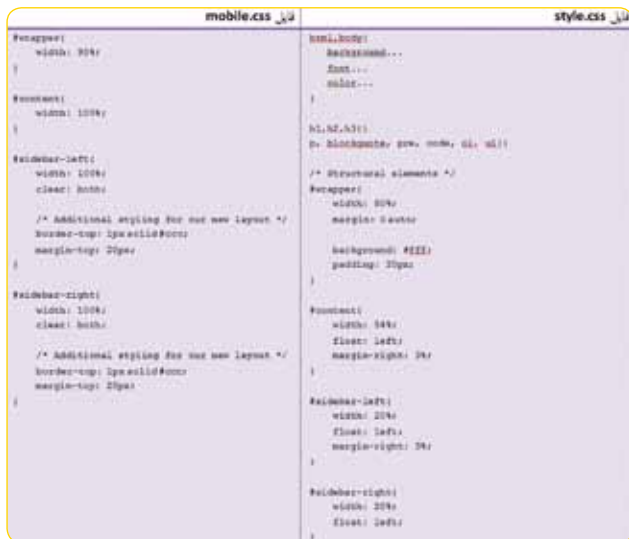 فایل style.css
html,body{
background...
font...
color...
}
h1,h2,h3{}
p, blockquote, pre, code, ol, ul{}
/* Structural elements */
#wrapper{
width: 80%;
margin: 0 auto;
background: #fff;
padding: 20px;
}
#content{
width: 54%;
float: left;
margin-right: 3%;
}
#sidebar-left{
width: 20%;
float: left;
margin-right: 3%;
}
#sidebar-right{
width: 20%;
float: left;
}
فایل mobile.css
#wrapper{
width: 90%;
}
#content{
width: 100%;
}
#sidebar-left{
width: 100%;
clear: both;
/* Additional styling for our new layout */
border-top: 1px solid #ccc;
margin-top: 20px;
}
#sidebar-right{
width: 100%;
clear: both;
/* Additional styling for our new layout */
border-top: 1px solid #ccc;
margin-top: 20px;
}